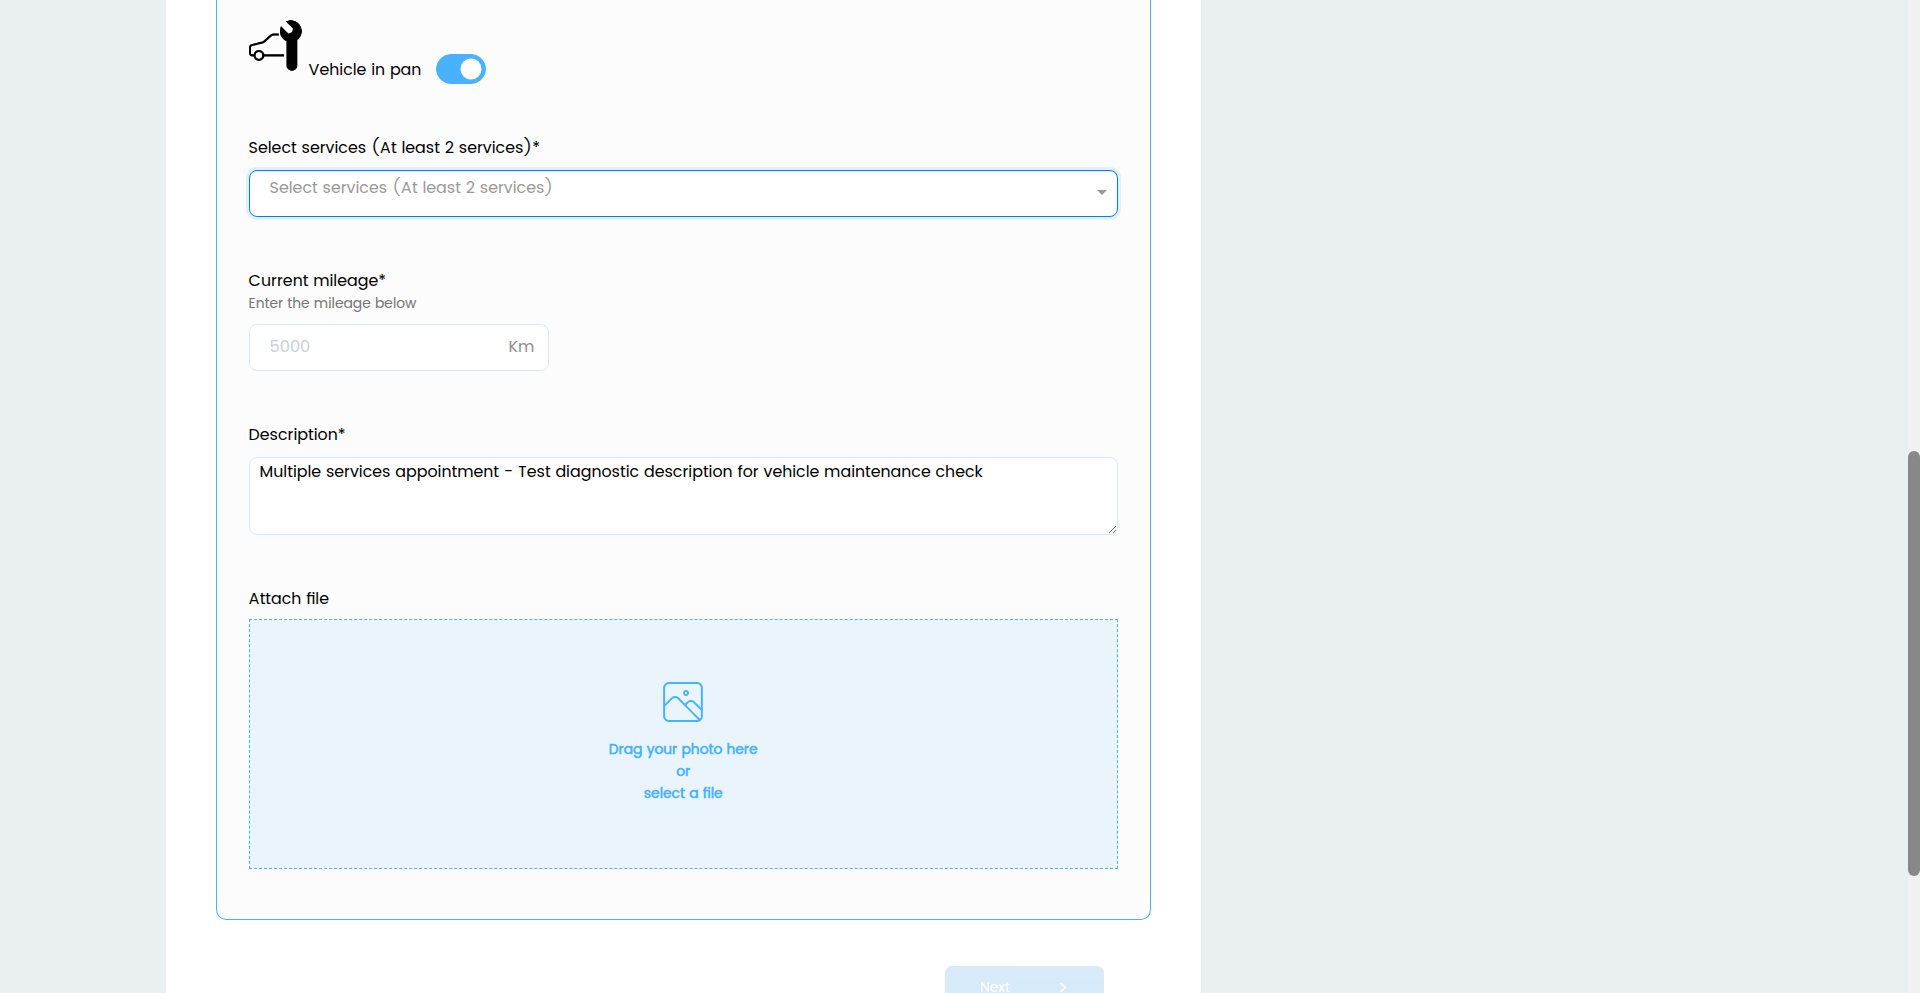 Vehicle in pan
Select services (At least 2 services)*
Select services (At least 2 services)
Current mileage*
Enter the mileage below
5000 Km
Description*
Multiple services appointment - Test diagnostic description for vehicle maintenance check
Attach file
Drag your photo here
or
select a file
Next